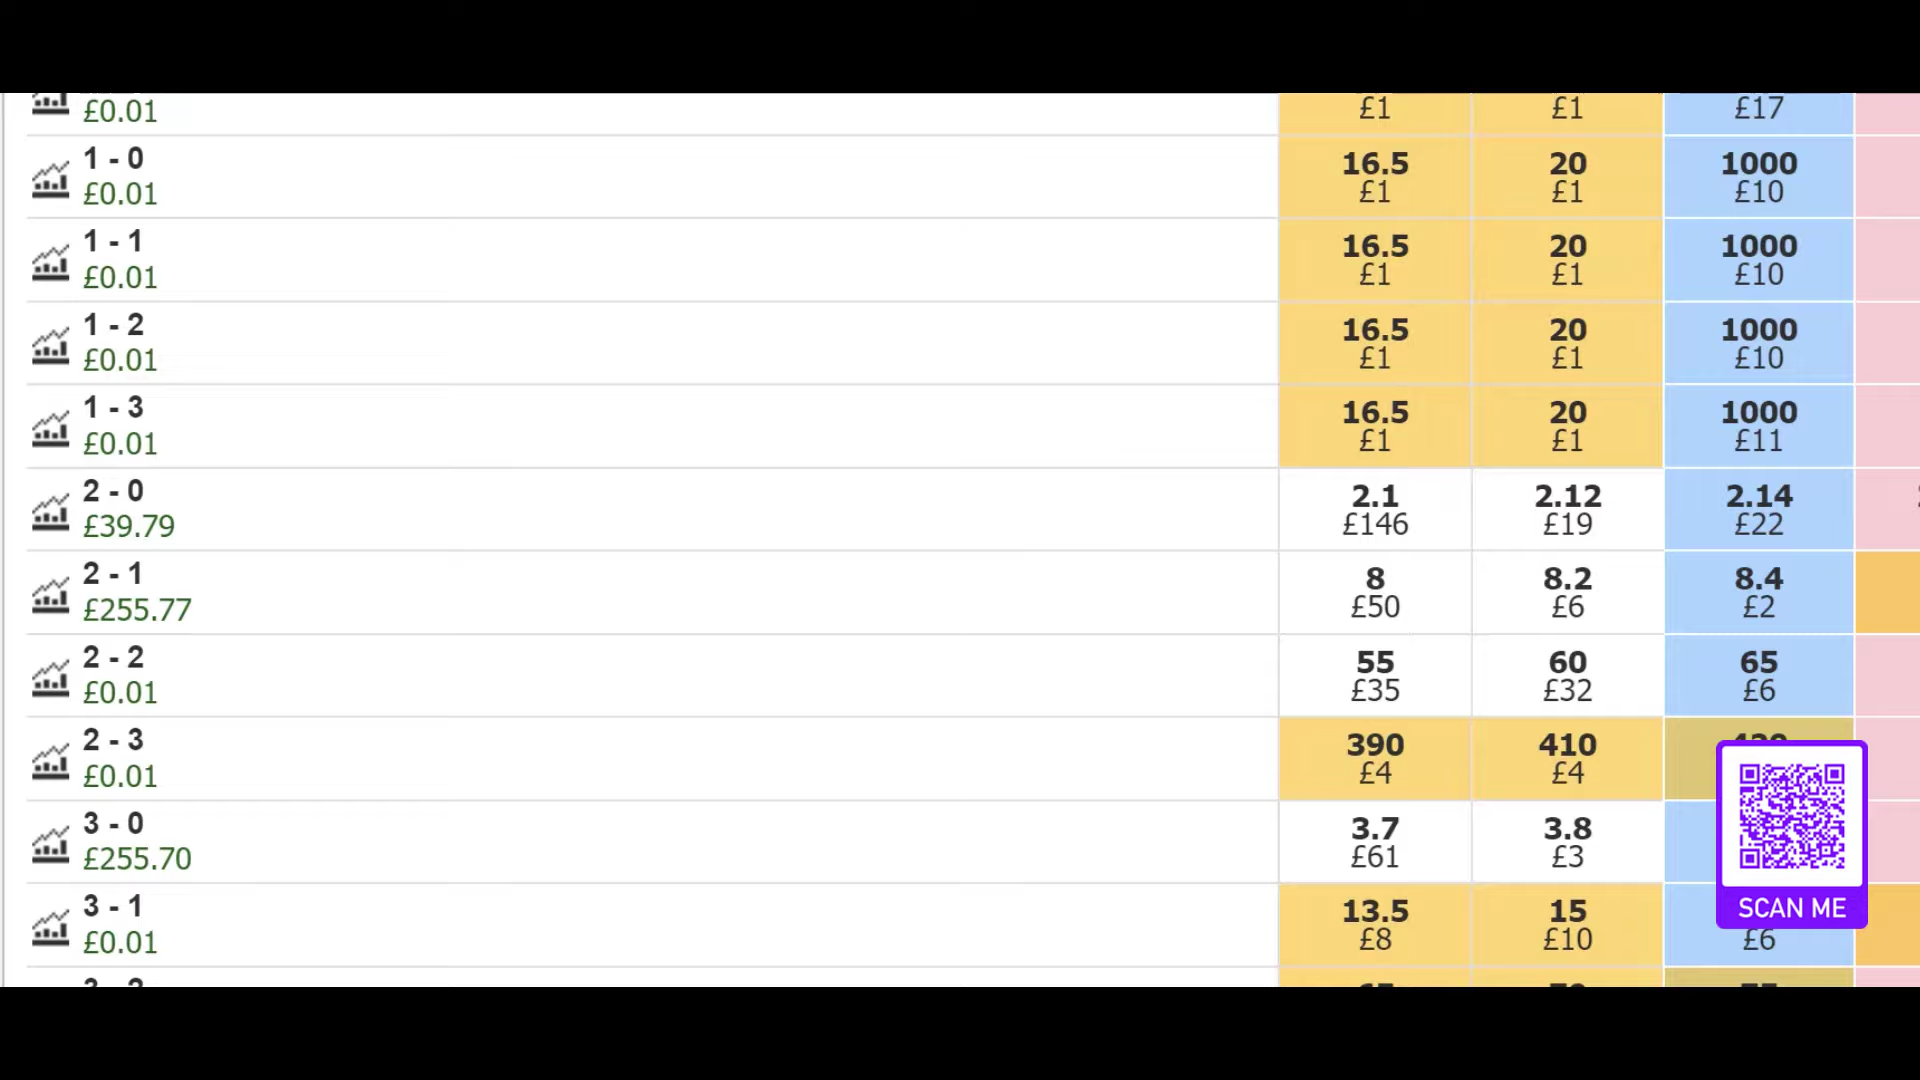 £0.01 £1 £1 £17
1 - 0 16.5 20 1000
£0.01 £1 £1 £10
1 - 1 16.5 20 1000
£0.01 £1 £1 £10
1 - 2 16.5 20 1000
£0.01 £1 £1 £10
1 - 3 16.5 20 1000
£0.01 £1 £1 £11
2 - 0 2.1 2.12 2.14
£39.79 £146 £19 £22
2 - 1 8 8.2 8.4
£255.77 £50 £6 £2
2 - 2 55 60 65
£0.01 £35 £32 £6
2 - 3 390 410
£0.01 £4 £4
3 - 0 3.7 3.8
£255.70 £61 £3
3 - 1 13.5 15
SCAN ME
£0.01 £8 £10 £6